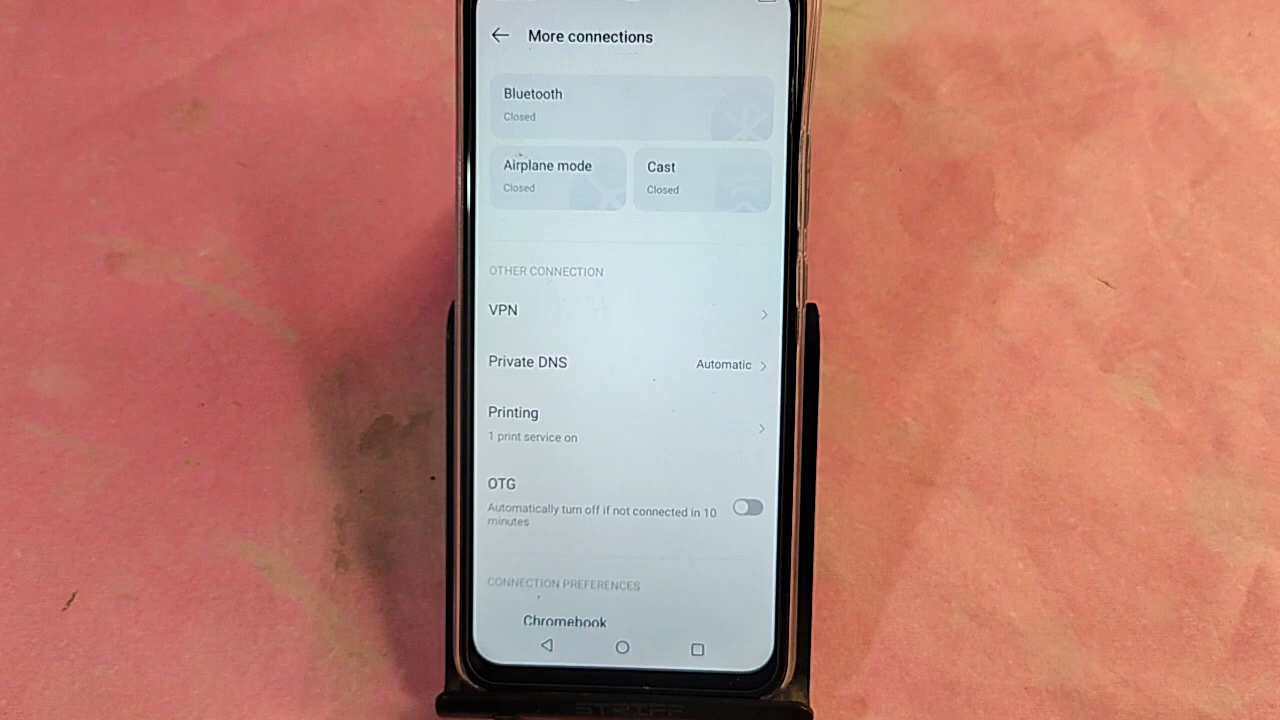 More connections
Bluetooth
Closed
Airplane mode
Closed
Cast
Closed
OTHER CONNECTION
VPN
Private DNS
Automatic
Printing
1 print service on
OTG
Automatically turn off if not connected in 10
minutes
CONNECTION PREFERENCES
Chromebook
STRIFF